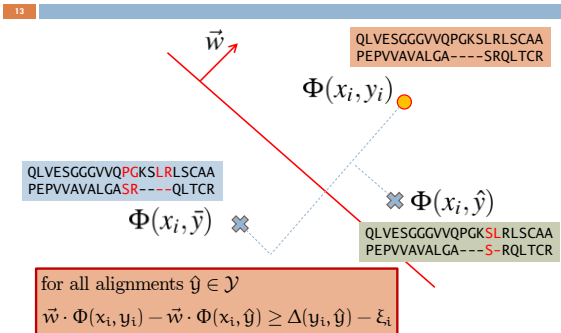 13
w⃗
QLVESGGGVVQPGKSLRLSCAA
PEPVVAVALGA----SRQLTCR
Φ(xᵢ, yᵢ)
QLVESGGGVVQPGKSLRLSCAA
PEPVVAVALGASR----QLTCR
Φ(xᵢ, ȳ)
Φ(xᵢ, ŷ)
QLVESGGGVVQPGKSLRLSCAA
PEPVVAVALGA---S-RQLTCR
for all alignments ŷ ∈ 𝒴
w⃗ · Φ(xᵢ, yᵢ) − w⃗ · Φ(xᵢ, ŷ) ≥ Δ(yᵢ, ŷ) − ξᵢ